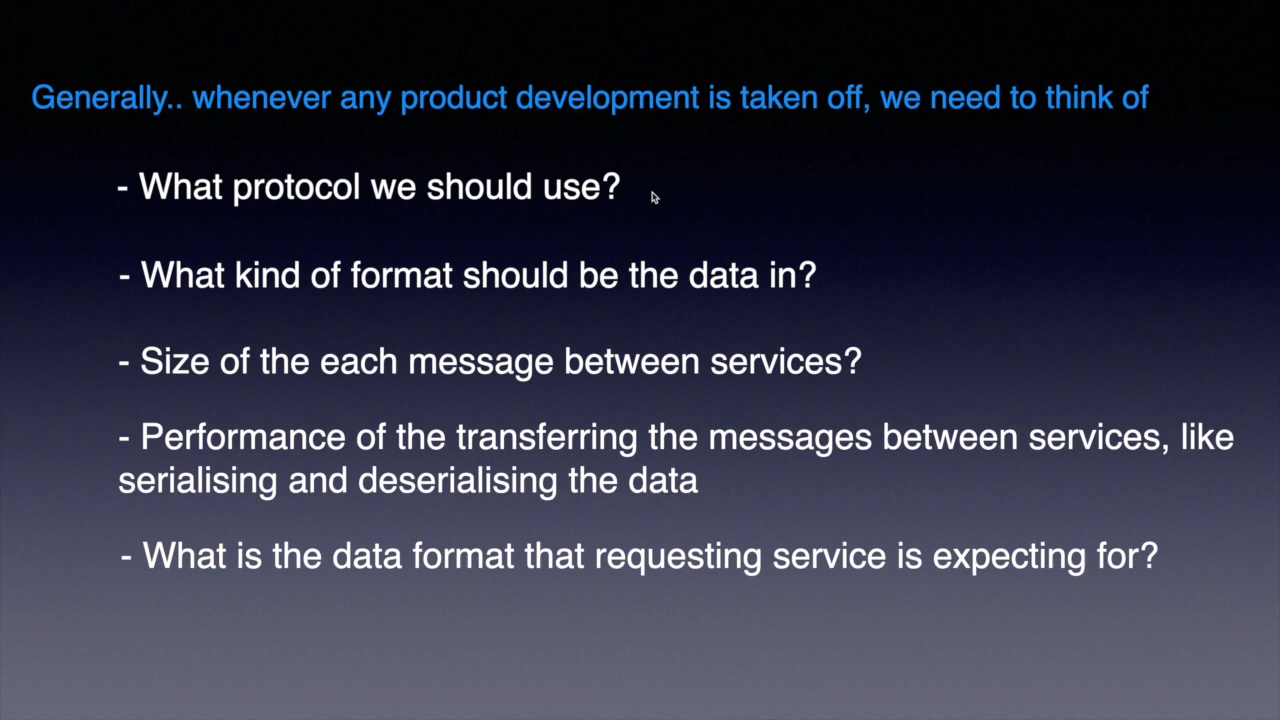 Generally.. whenever any product development is taken off, we need to think of
- What protocol we should use?
- What kind of format should be the data in?
- Size of the each message between services?
- Performance of the transferring the messages between services, like
serialising and deserialising the data
- What is the data format that requesting service is expecting for?